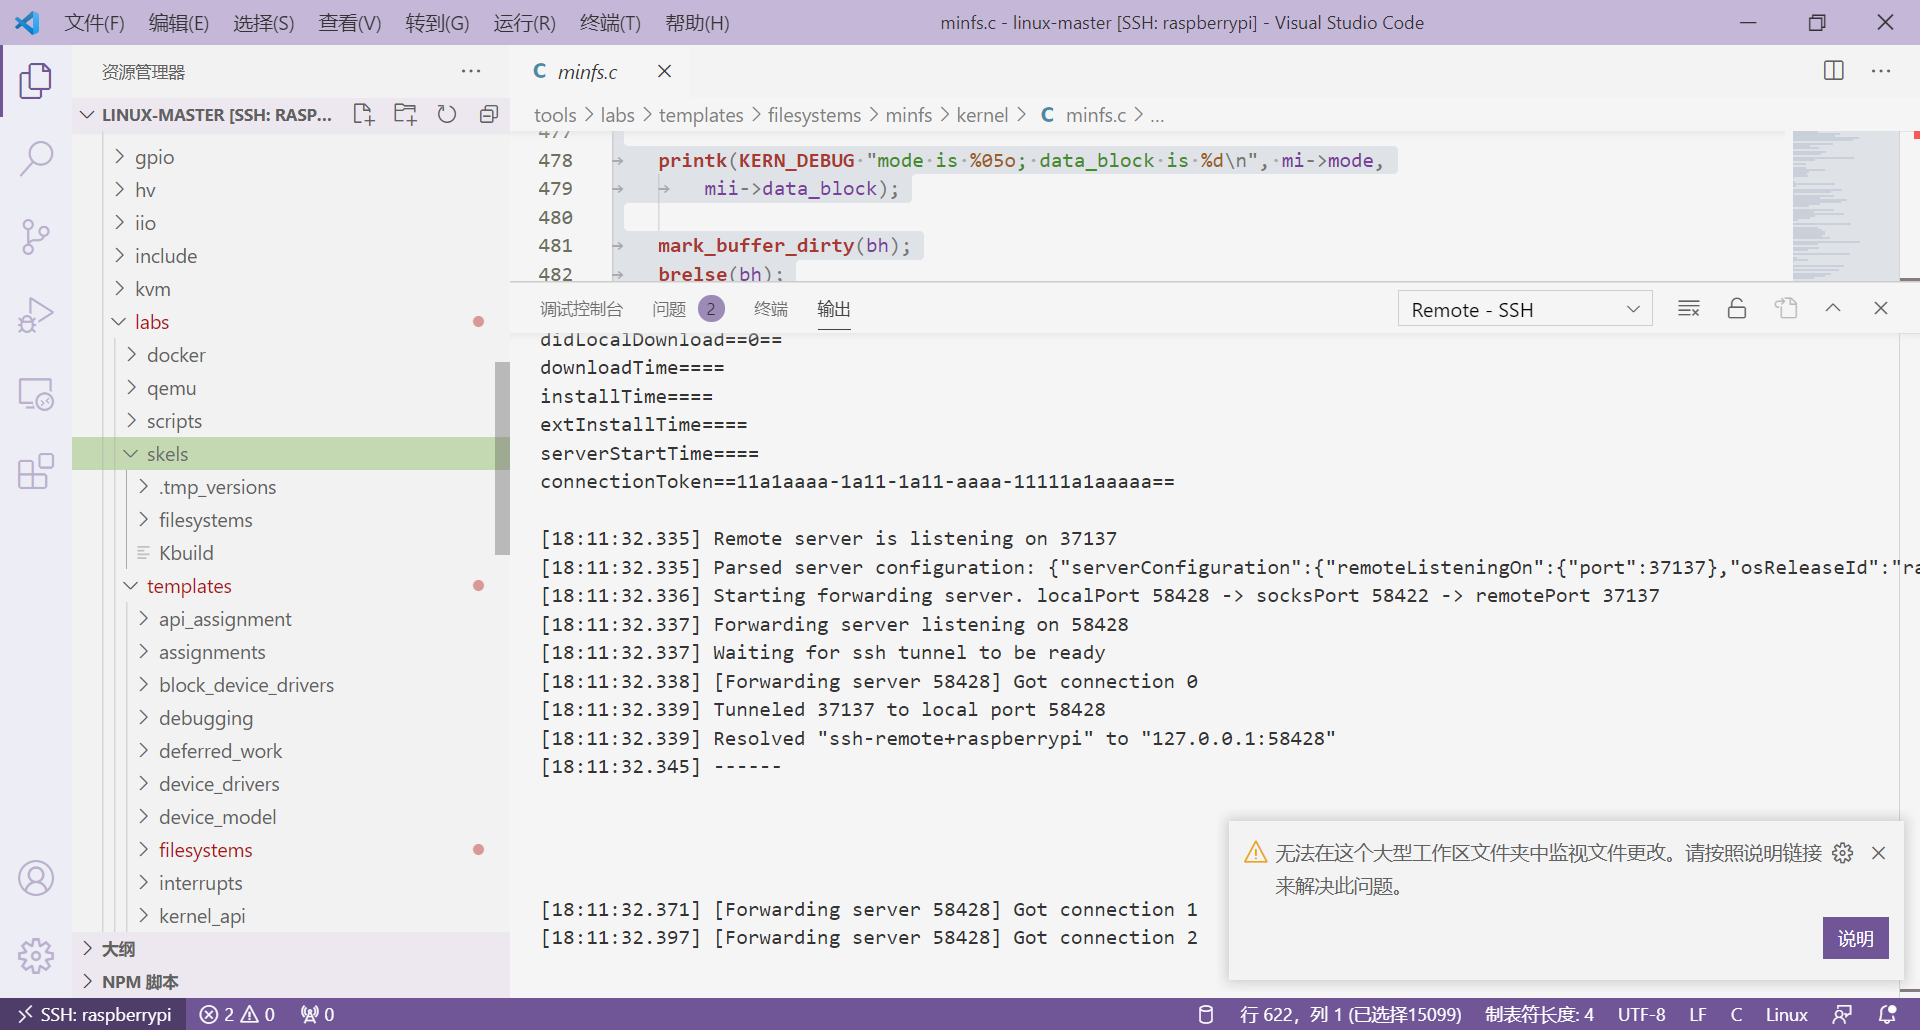 文件(F) 编辑(E) 选择(S) 查看(V) 转到(G) 运行(R) 终端(T) 帮助(H) minfs.c - linux-master [SSH: raspberrypi] - Visual Studio Code
资源管理器
LINUX-MASTER [SSH: RASP...
gpio
hv
iio
include
kvm
labs
docker
qemu
scripts
skels
.tmp_versions
filesystems
Kbuild
templates
api_assignment
assignments
block_device_drivers
debugging
deferred_work
device_drivers
device_model
filesystems
interrupts
kernel_api
大纲
NPM 脚本
C minfs.c
tools > labs > templates > filesystems > minfs > kernel > C minfs.c > ...
477
478 printk(KERN_DEBUG "mode is %05o; data_block is %d\n", mi->mode,
479 mii->data_block);
480
481 mark_buffer_dirty(bh);
482 brelse(bh);
调试控制台 问题 2 终端 输出 Remote - SSH
didLocalDownload==0==
downloadTime====
installTime====
extInstallTime====
serverStartTime====
connectionToken==11a1aaaa-1a11-1a11-aaaa-11111a1aaaaa==
[18:11:32.335] Remote server is listening on 37137
[18:11:32.335] Parsed server configuration: {"serverConfiguration":{"remoteListeningOn":{"port":37137},"osReleaseId":"ra
[18:11:32.336] Starting forwarding server. localPort 58428 -> socksPort 58422 -> remotePort 37137
[18:11:32.337] Forwarding server listening on 58428
[18:11:32.337] Waiting for ssh tunnel to be ready
[18:11:32.338] [Forwarding server 58428] Got connection 0
[18:11:32.339] Tunneled 37137 to local port 58428
[18:11:32.339] Resolved "ssh-remote+raspberrypi" to "127.0.0.1:58428"
[18:11:32.345] ------
[18:11:32.371] [Forwarding server 58428] Got connection 1
[18:11:32.397] [Forwarding server 58428] Got connection 2
无法在这个大型工作区文件夹中监视文件更改。请按照说明链接
来解决此问题。
说明
SSH: raspberrypi 2 0 0 行 622，列 1 (已选择15099) 制表符长度: 4 UTF-8 LF C Linux